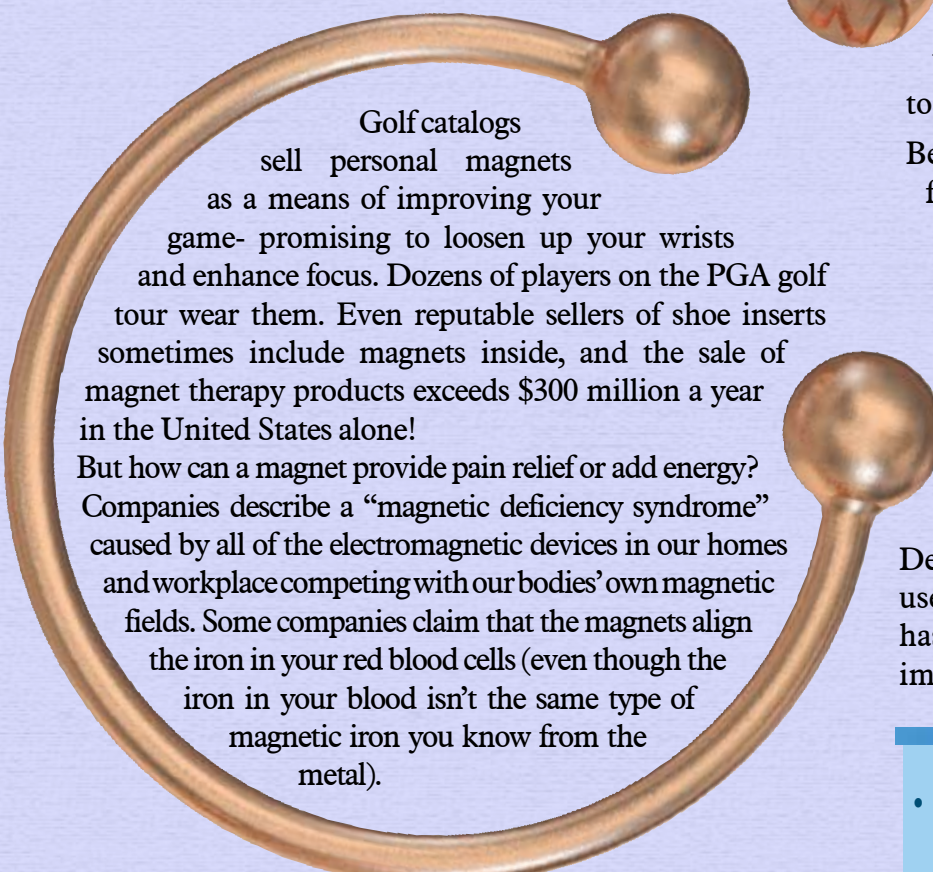 Golf catalogs
sell personal magnets
as a means of improving your
game- promising to loosen up your wrists
and enhance focus. Dozens of players on the PGA golf
tour wear them. Even reputable sellers of shoe inserts
sometimes include magnets inside, and the sale of
magnet therapy products exceeds $300 million a year
in the United States alone!
But how can a magnet provide pain relief or add energy?
Companies describe a “magnetic deficiency syndrome”
caused by all of the electromagnetic devices in our homes
and workplace competing with our bodies’ own magnetic
fields. Some companies claim that the magnets align
the iron in your red blood cells (even though the
iron in your blood isn’t the same type of
magnetic iron you know from the
metal).
to